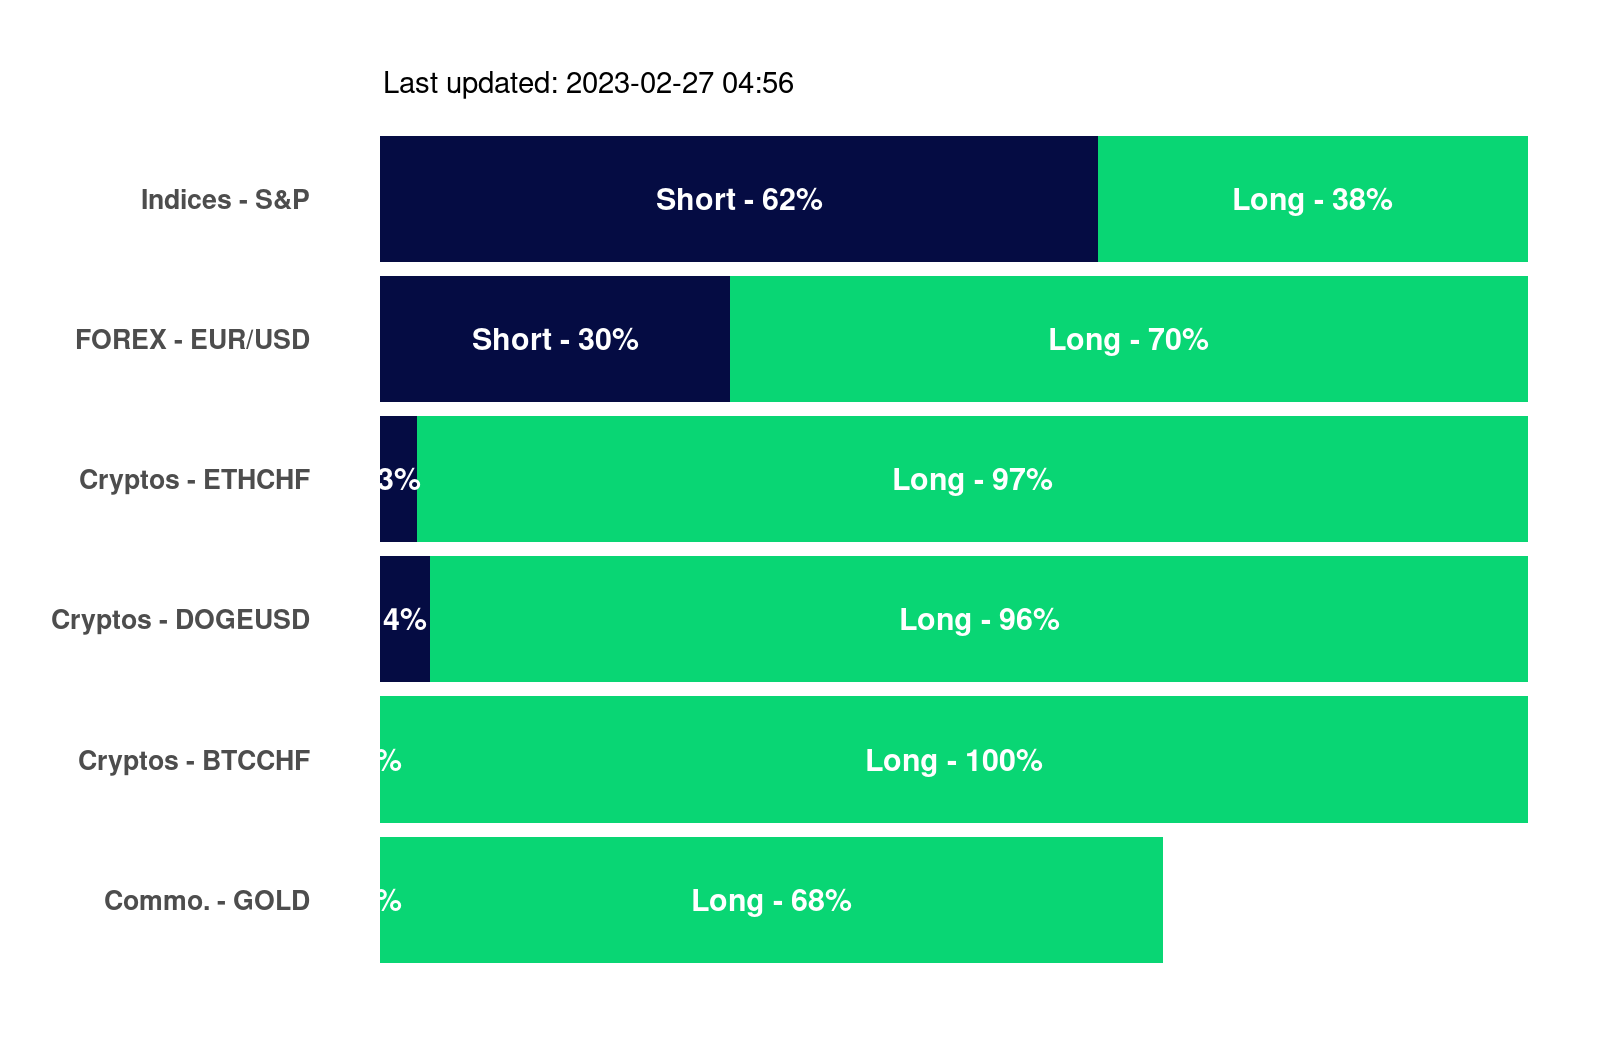 Last updated: 2023-02-27 04:56
Indices - S&P Short - 62% Long - 38%
FOREX - EUR/USD Short - 30% Long - 70%
Cryptos - ETHCHF 3% Long - 97%
Cryptos - DOGEUSD 4% Long - 96%
Cryptos - BTCCHF % Long - 100%
Commo. - GOLD % Long - 68%